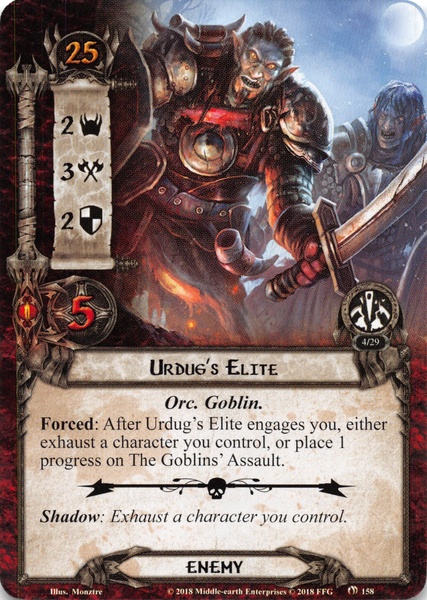 25
2
3
2
5
4/29
Urdug's Elite
Orc. Goblin.
Forced: After Urdug's Elite engages you, either
exhaust a character you control, or place 1
progress on The Goblins' Assault.
Shadow: Exhaust a character you control.
ENEMY
Illus. Monztre
© 2018 Middle-earth Enterprises © 2018 FFG
158